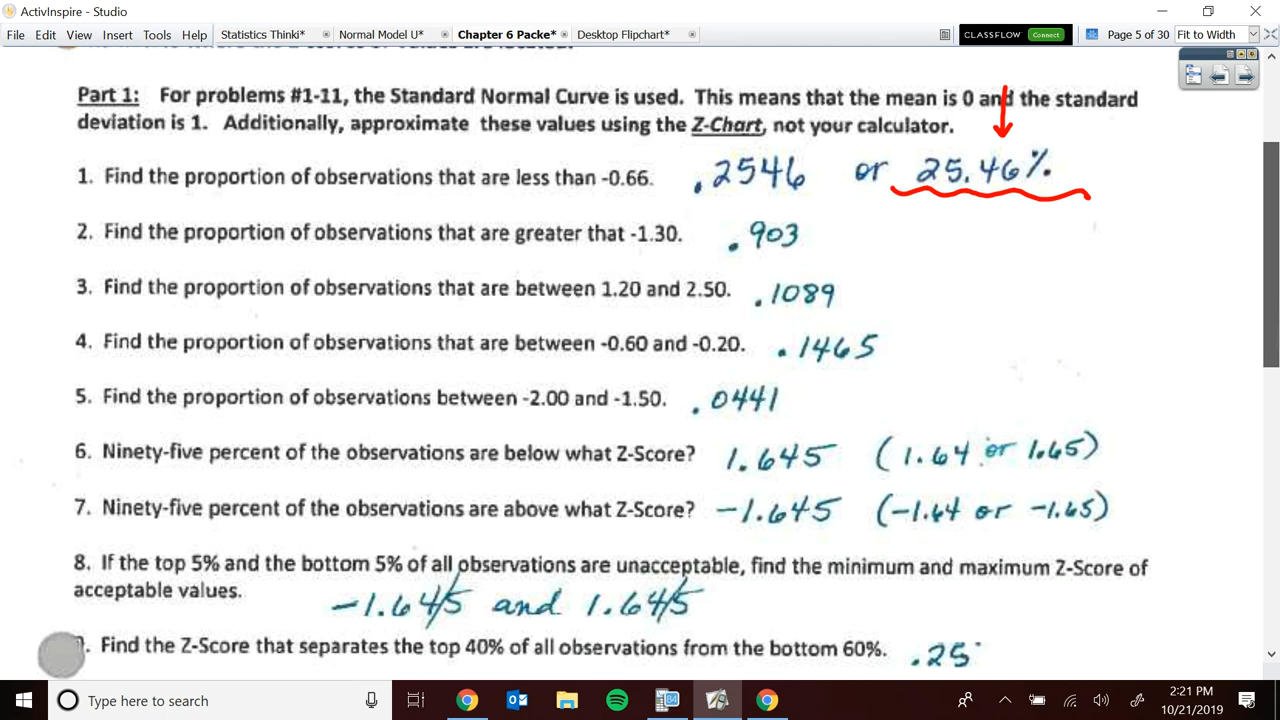 ActivInspire - Studio
File Edit View Insert Tools Help Statistics Thinki* Normal Model U* Chapter 6 Packe* Desktop Flipchart* CLASSFLOW Connect Page 5 of 30 Fit to Width
Part 1: For problems #1-11, the Standard Normal Curve is used. This means that the mean is 0 and the standard
deviation is 1. Additionally, approximate these values using the Z-Chart, not your calculator.
1. Find the proportion of observations that are less than -0.66. .2546 or 25.46%
2. Find the proportion of observations that are greater that -1.30. .903
3. Find the proportion of observations that are between 1.20 and 2.50. .1089
4. Find the proportion of observations that are between -0.60 and -0.20. .1465
5. Find the proportion of observations between -2.00 and -1.50. .0441
6. Ninety-five percent of the observations are below what Z-Score? 1.645 (1.64 or 1.65)
7. Ninety-five percent of the observations are above what Z-Score? -1.645 (-1.64 or -1.65)
8. If the top 5% and the bottom 5% of all observations are unacceptable, find the minimum and maximum Z-Score of
acceptable values. -1.645 and 1.645
Find the Z-Score that separates the top 40% of all observations from the bottom 60%. .25
Type here to search
2:21 PM
10/21/2019